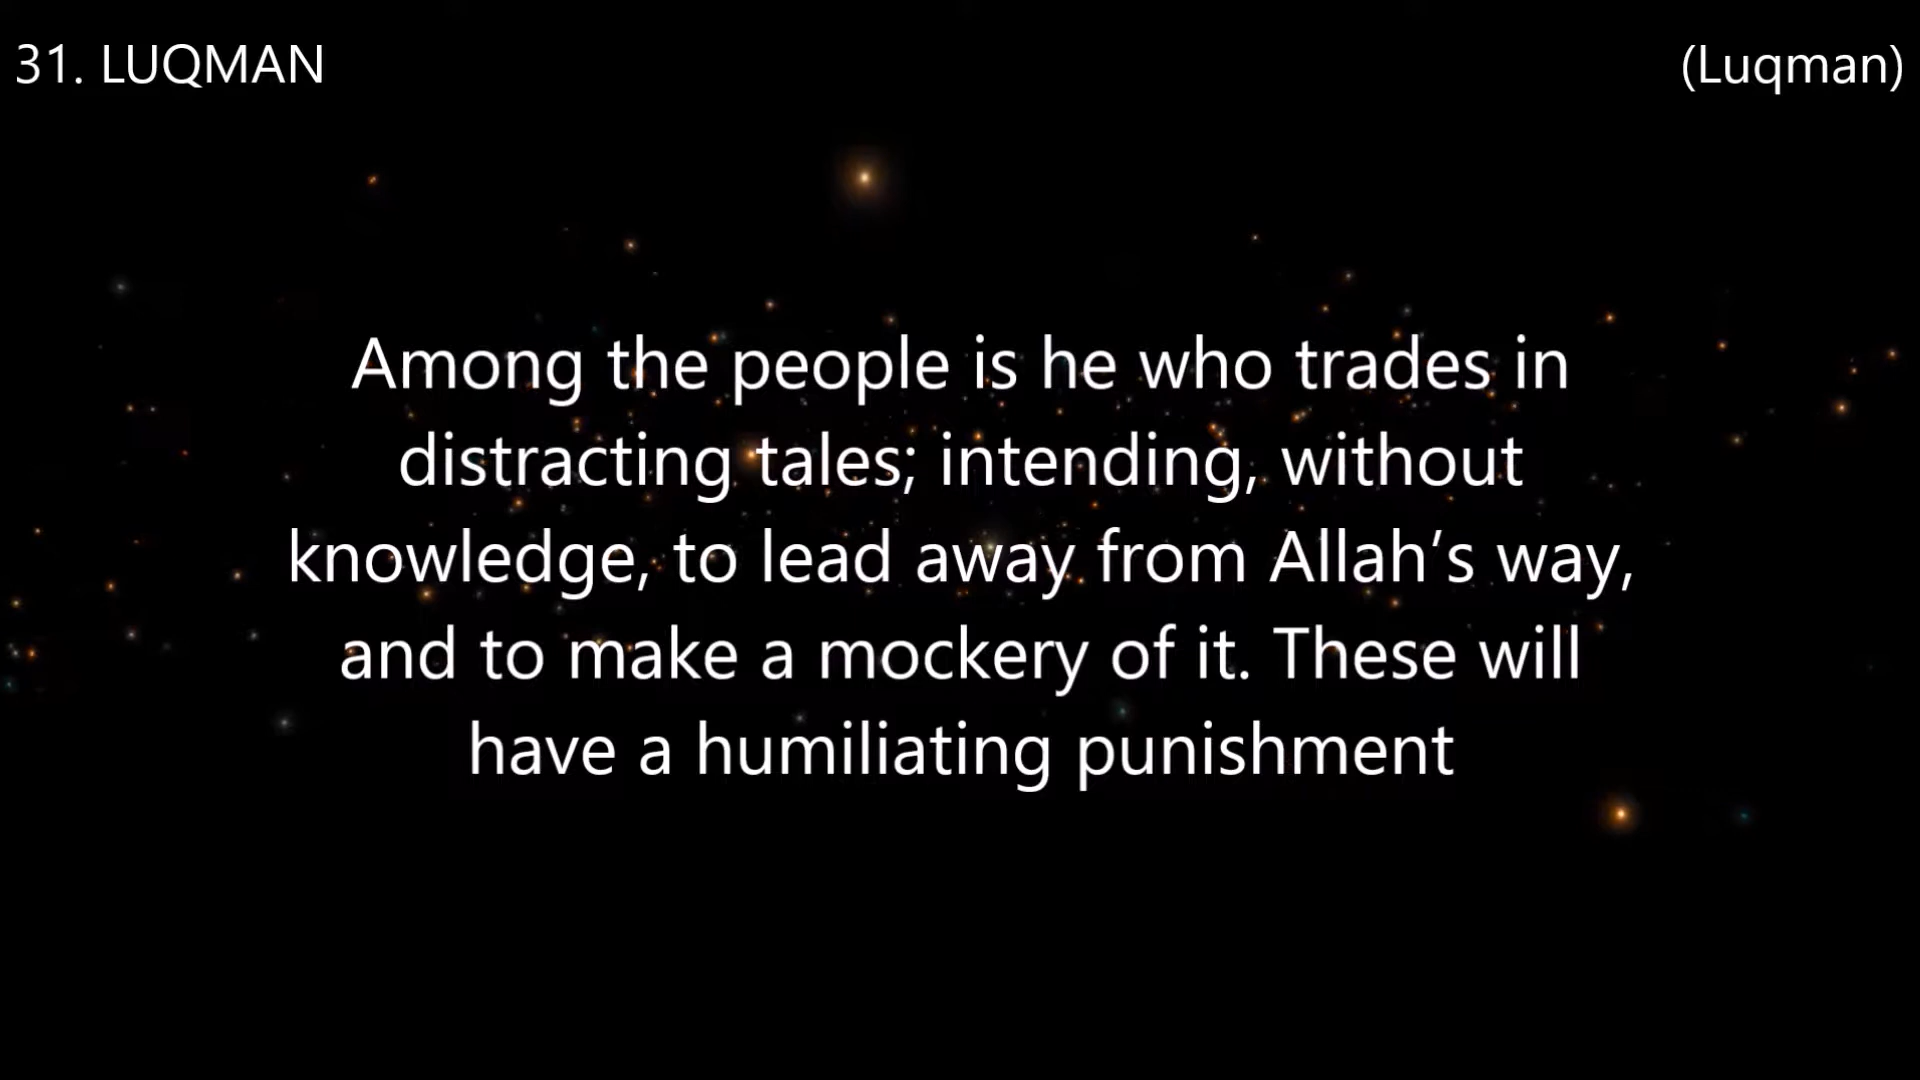 31. LUQMAN
(Luqman)
Among the people is he who trades in
distracting tales; intending, without
knowledge, to lead away from Allah’s way,
and to make a mockery of it. These will
have a humiliating punishment